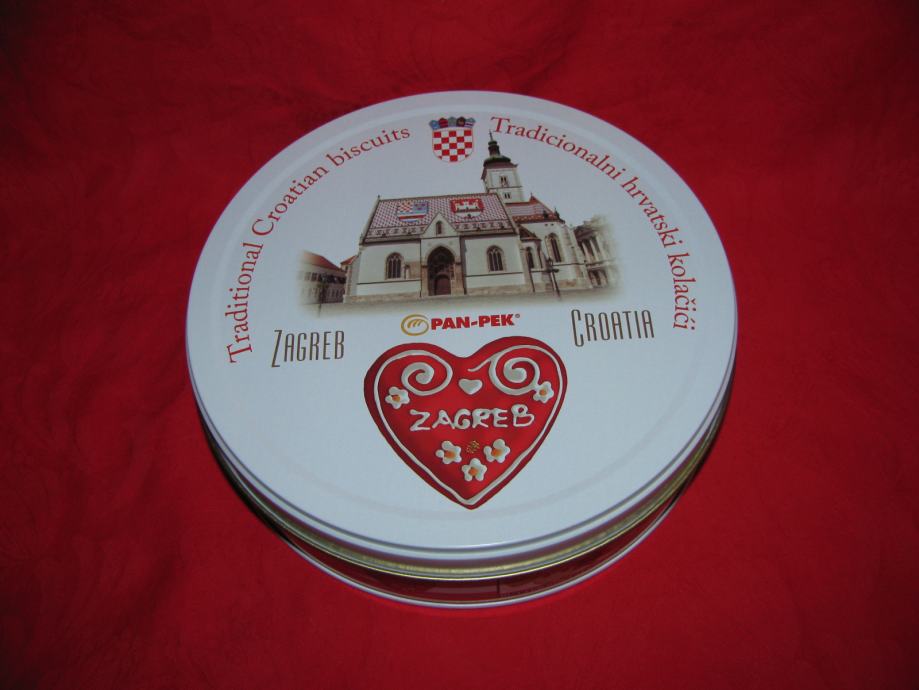 Traditional Croatian biscuits
Tradicionalni hrvatski kolačići
ZAGREB
PAN-PEK®
CROATIA
ZAGREB